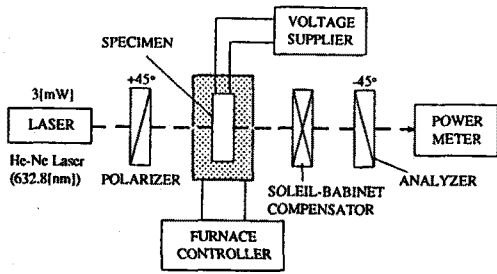 VOLTAGE
SUPPLIER
SPECIMEN
+45°
-45°
3[mW]
LASER
POWER
METER
He-Ne Laser
(632.8[nm])
POLARIZER
SOLEIL-BABINET
COMPENSATOR
ANALYZER
FURNACE
CONTROLLER